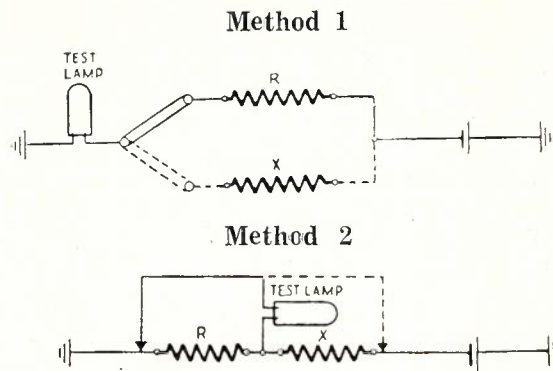 Method 1
TEST
LAMP
R
X
Method 2
TEST LAMP
R
X